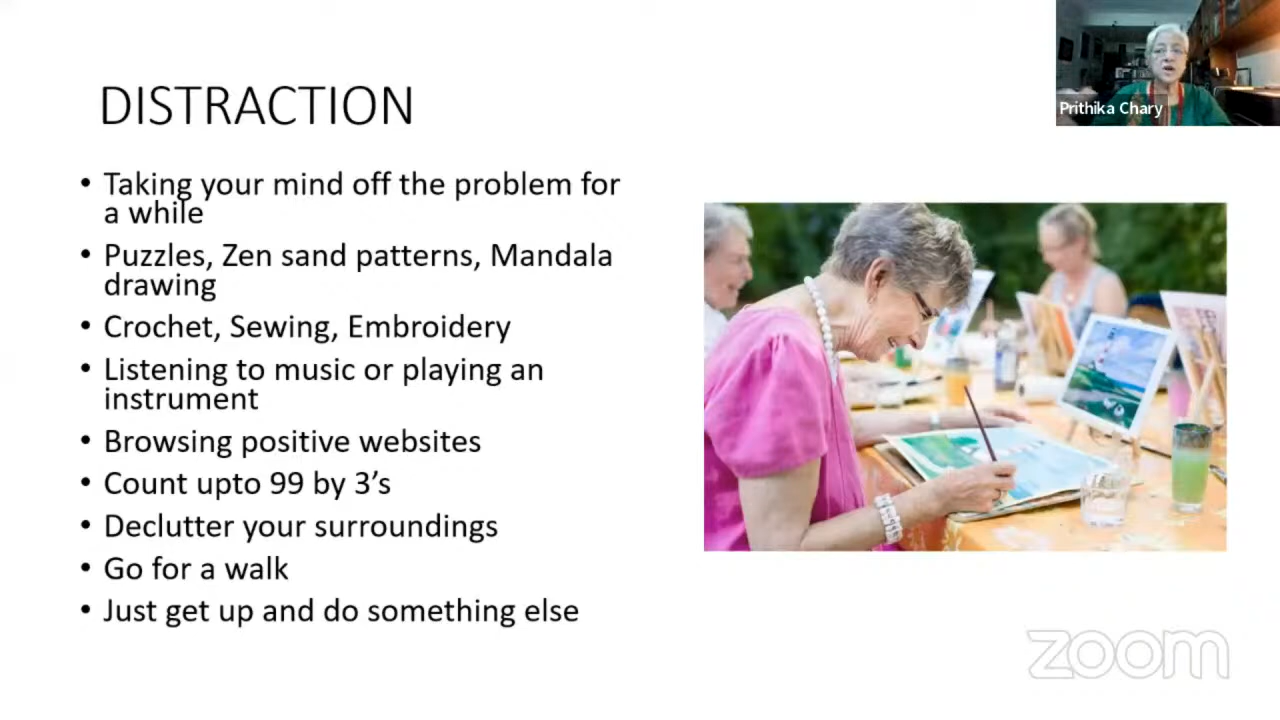 DISTRACTION
Prithika Chary
• Taking your mind off the problem for
a while
• Puzzles, Zen sand patterns, Mandala
drawing
• Crochet, Sewing, Embroidery
• Listening to music or playing an
instrument
• Browsing positive websites
• Count upto 99 by 3’s
• Declutter your surroundings
• Go for a walk
• Just get up and do something else
zoom